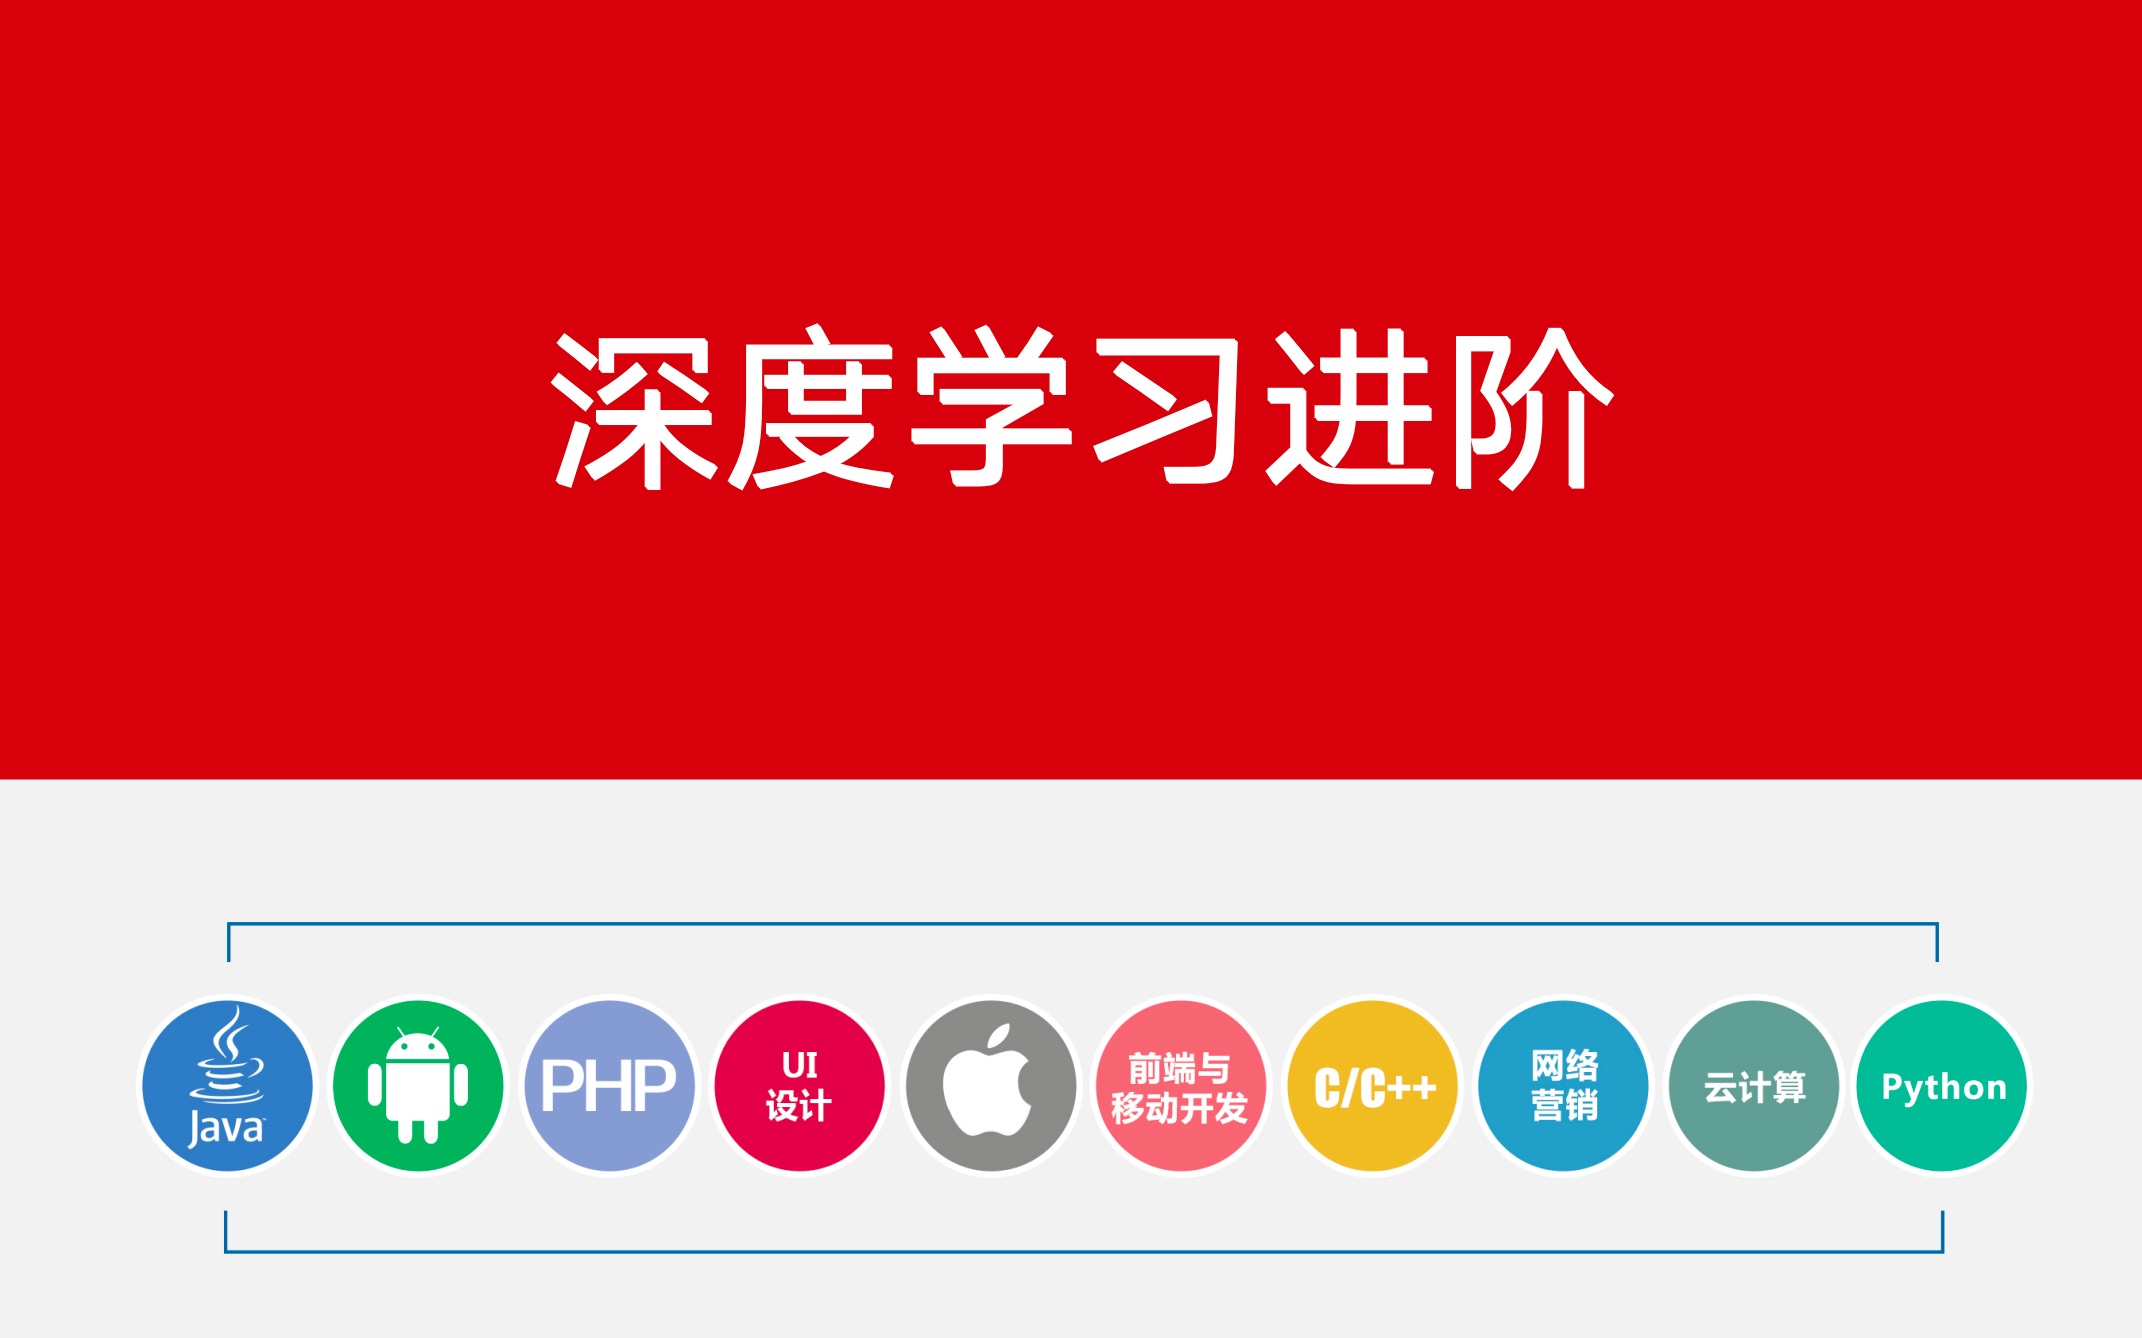 深度学习进阶
Java
PHP
UI
设计
前端与
移动开发
C/C++
网络
营销
云计算
Python